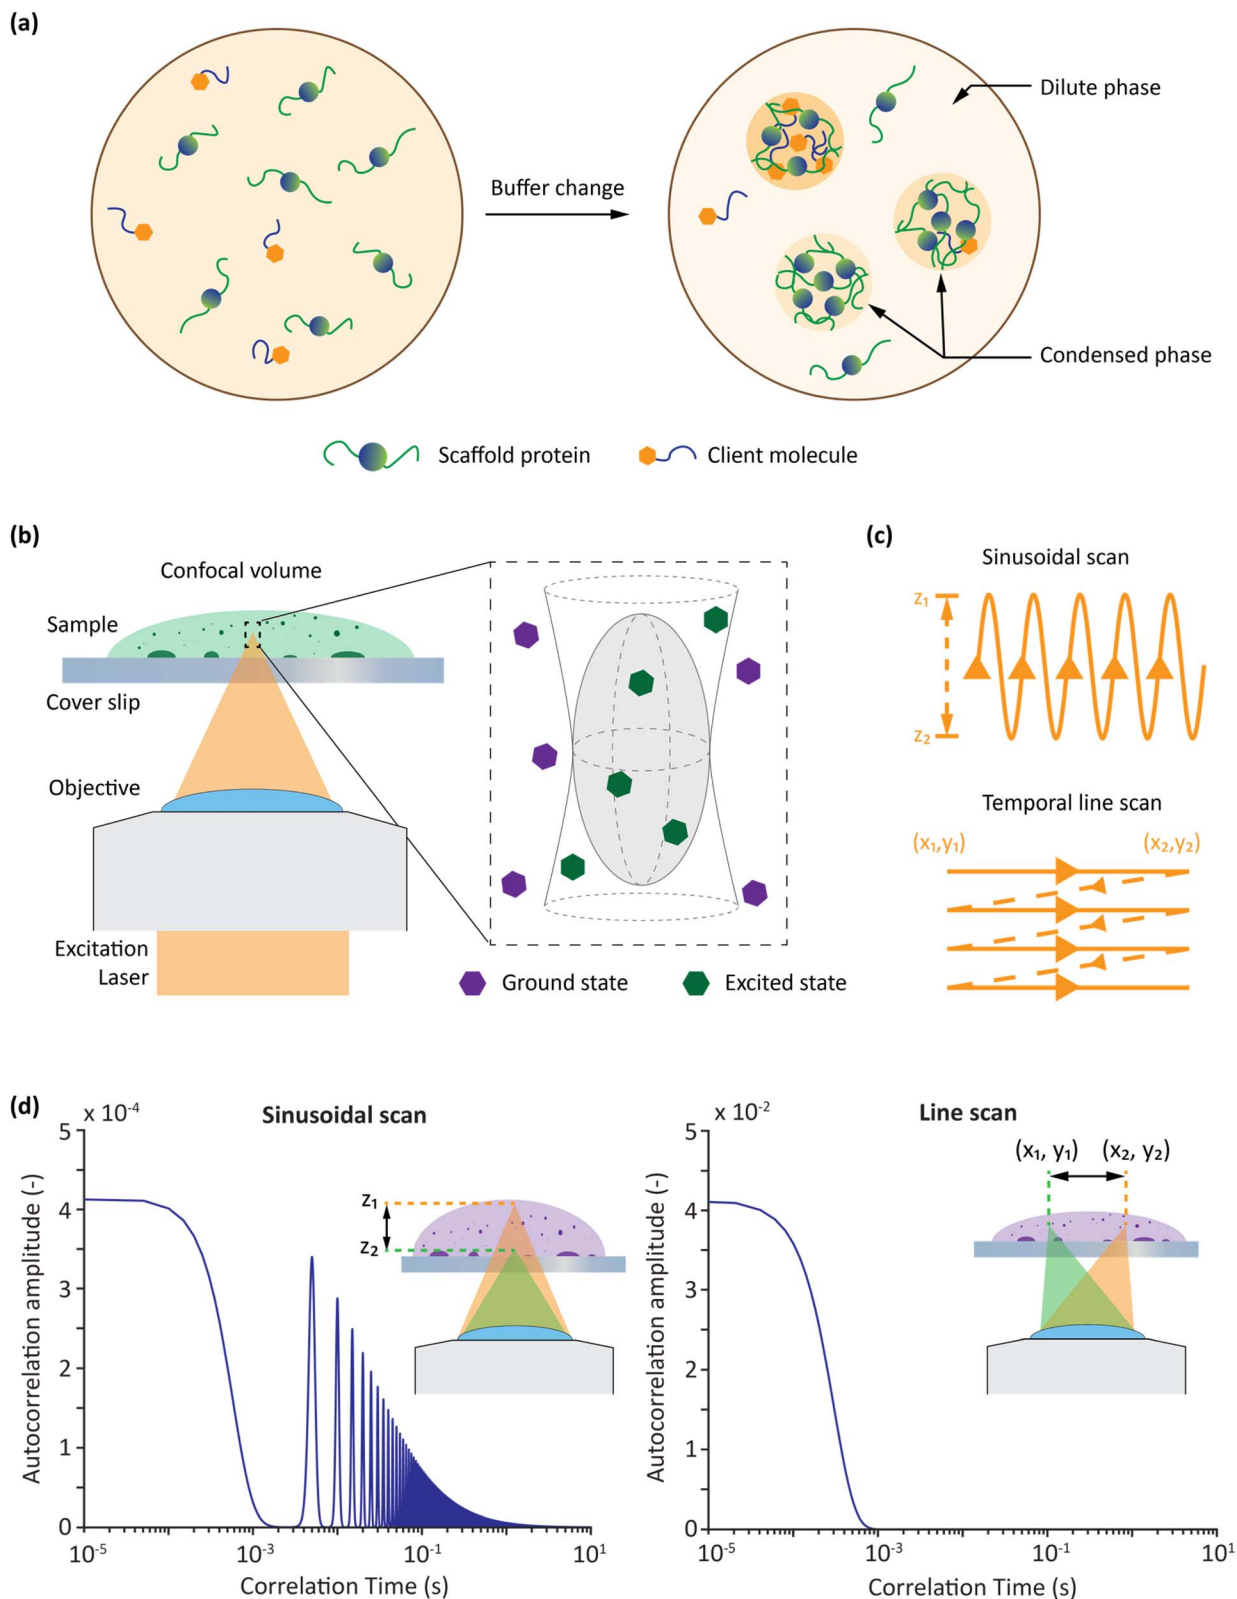 (a)
Dilute phase
Buffer change
Condensed phase
Scaffold protein
Client molecule
(b)
Confocal volume
Sample
Cover slip
Objective
Excitation
Laser
Ground state
Excited state
(c)
Sinusoidal scan
z₁
z₂
Temporal line scan
(x₁,y₁)
(x₂,y₂)
(d)
x 10⁻⁴
Sinusoidal scan
5
4
3
2
1
0
Autocorrelation amplitude (-)
z₁
z₂
10⁻⁵
10⁻³
10⁻¹
10¹
Correlation Time (s)
x 10⁻²
Line scan
(x₁, y₁)
(x₂, y₂)
5
4
3
2
1
0
Autocorrelation amplitude (-)
10⁻⁵
10⁻³
10⁻¹
10¹
Correlation Time (s)